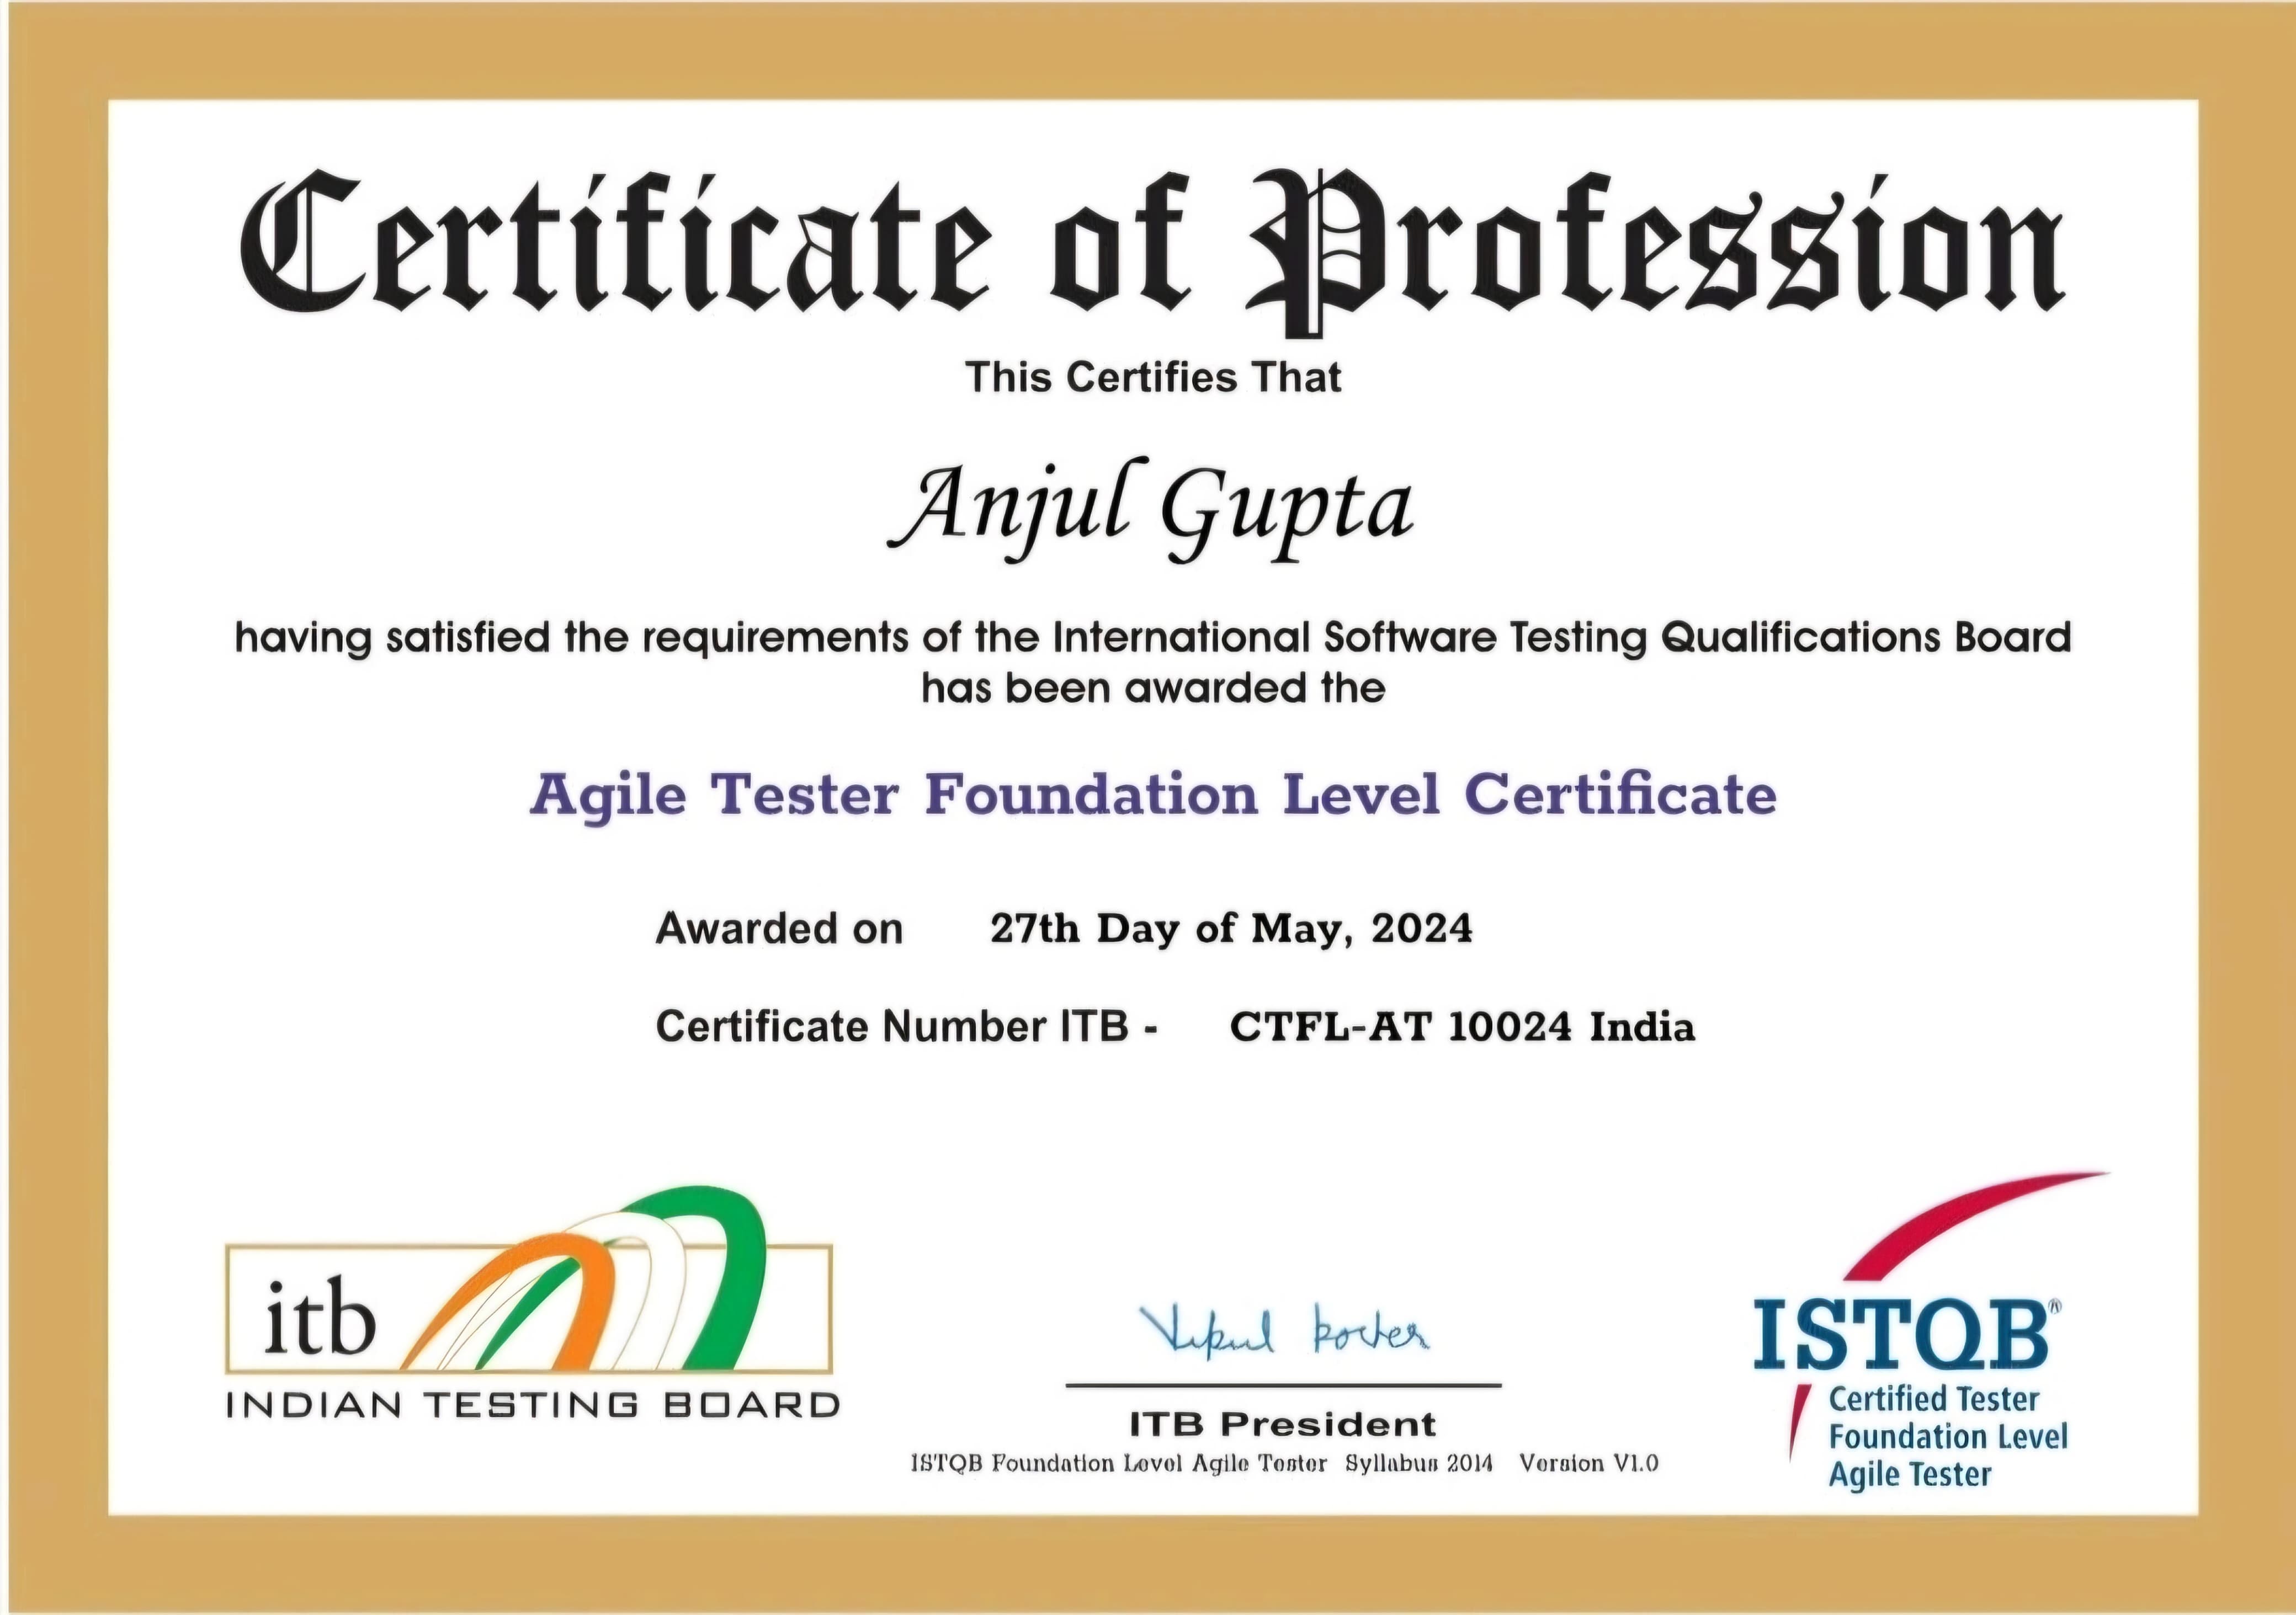 Certificate of Profession
This Certifies That
Anjul Gupta
having satisfied the requirements of the International Software Testing Qualifications Board
has been awarded the
Agile Tester Foundation Level Certificate
Awarded on 27th Day of May, 2024
Certificate Number ITB - CTFL-AT 10024 India
itb
INDIAN TESTING BOARD
ITB President
ISTQB Foundation Level Agile Tester Syllabus 2014 Version V1.0
ISTQB®
Certified Tester
Foundation Level
Agile Tester